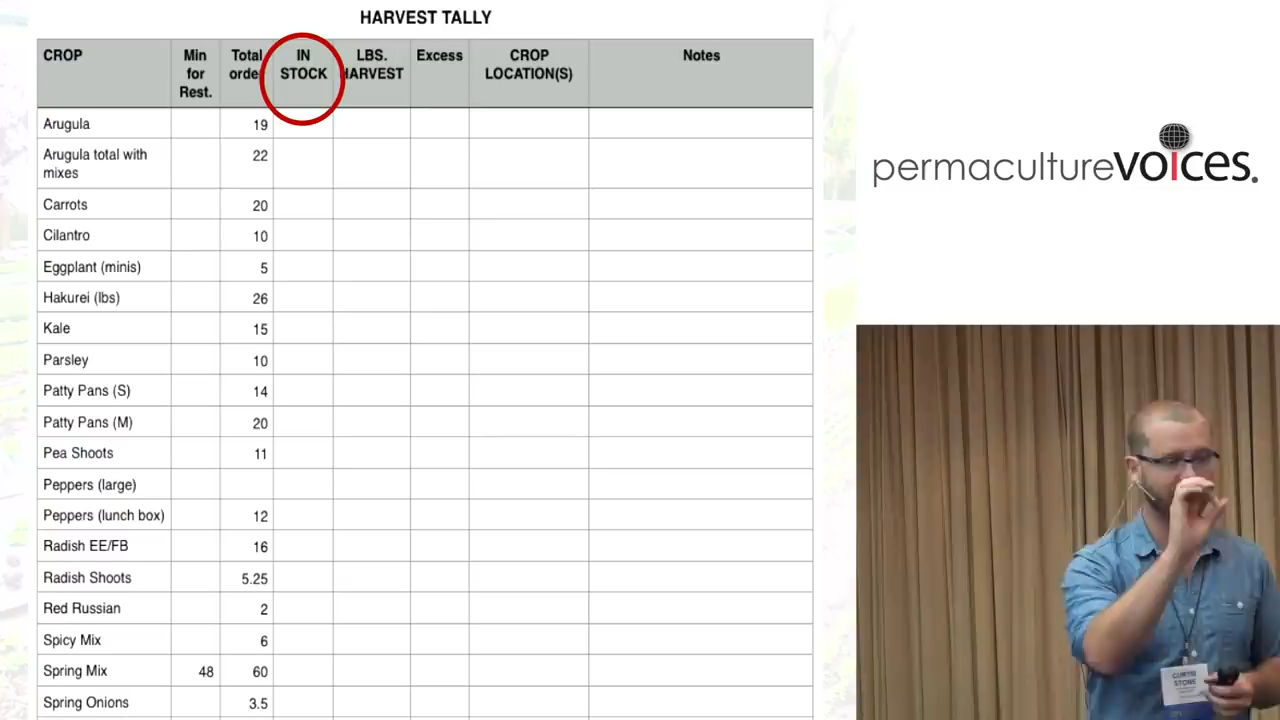 HARVEST TALLY
CROP Min for Rest. Total order IN STOCK LBS. HARVEST Excess CROP LOCATION(S) Notes
Arugula 19
Arugula total with mixes 22
Carrots 20
Cilantro 10
Eggplant (minis) 5
Hakurei (lbs) 26
Kale 15
Parsley 10
Patty Pans (S) 14
Patty Pans (M) 20
Pea Shoots 11
Peppers (large)
Peppers (lunch box) 12
Radish EE/FB 16
Radish Shoots 5.25
Red Russian 2
Spicy Mix 6
Spring Mix 48 60
Spring Onions 3.5
permacultureVOICES.
CURTIS
STONE